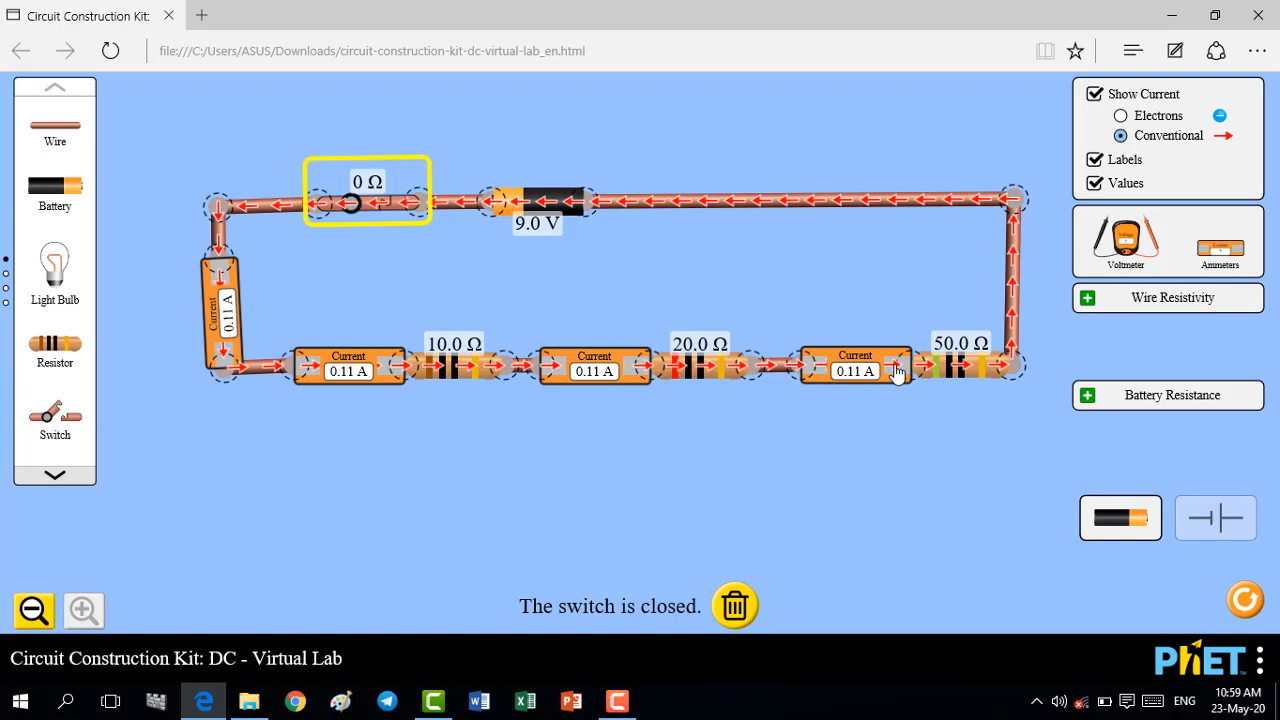 Circuit Construction Kit:
file:///C:/Users/ASUS/Downloads/circuit-construction-kit-dc-virtual-lab_en.html
Wire
Battery
Light Bulb
Resistor
Switch
0 Ω
9.0 V
Current
0.11 A
Current
0.11 A
10.0 Ω
Current
0.11 A
20.0 Ω
Current
0.11 A
50.0 Ω
Show Current
Electrons
Conventional
Labels
Values
Voltage
?
Voltmeter
Current
?
Ammeters
Wire Resistivity
Battery Resistance
The switch is closed.
Circuit Construction Kit: DC - Virtual Lab
PhET
ENG
10:59 AM
23-May-20